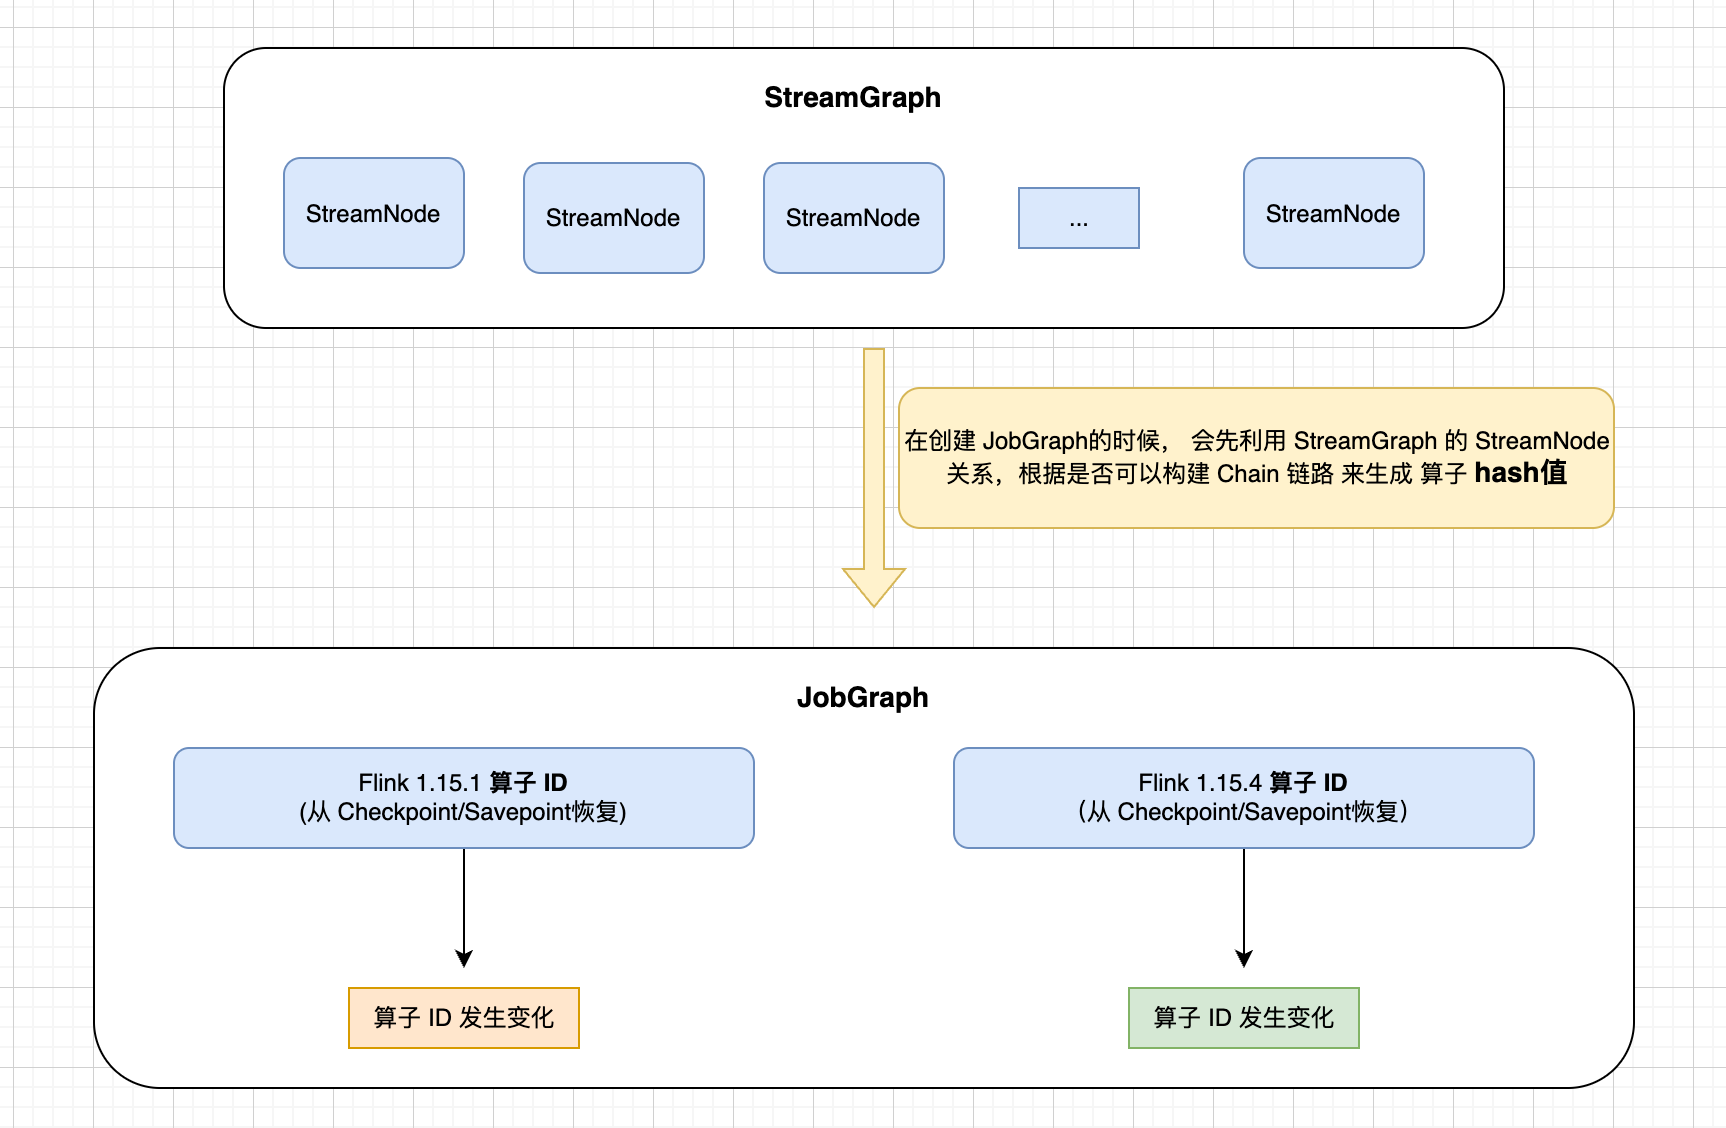 StreamGraph
StreamNode
StreamNode
StreamNode
...
StreamNode
在创建 JobGraph的时候， 会先利用 StreamGraph 的 StreamNode
关系，根据是否可以构建 Chain 链路 来生成 算子 hash值
JobGraph
Flink 1.15.1 算子 ID
(从 Checkpoint/Savepoint恢复)
Flink 1.15.4 算子 ID
（从 Checkpoint/Savepoint恢复）
算子 ID 发生变化
算子 ID 发生变化